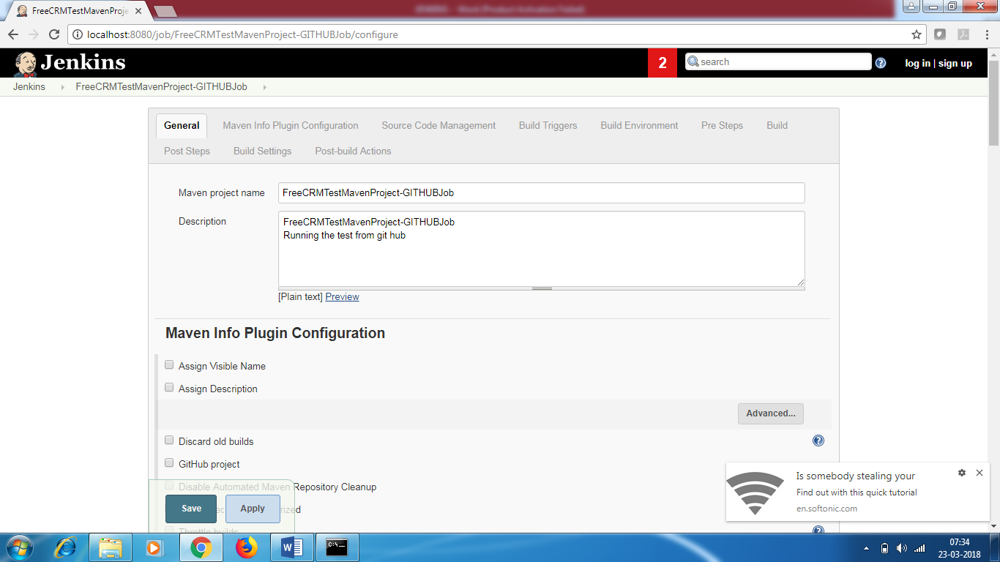 JENKINS - Word (Product Activation Failed)
FreeCRMTestMavenProje
localhost:8080/job/FreeCRMTestMavenProject-GITHUBJob/configure
Jenkins
2
search
log in | sign up
Jenkins
FreeCRMTestMavenProject-GITHUBJob
General
Maven Info Plugin Configuration
Source Code Management
Build Triggers
Build Environment
Pre Steps
Build
Post Steps
Build Settings
Post-build Actions
Maven project name
FreeCRMTestMavenProject-GITHUBJob
Description
FreeCRMTestMavenProject-GITHUBJob
Running the test from git hub
[Plain text] Preview
Maven Info Plugin Configuration
Assign Visible Name
Assign Description
Advanced...
Discard old builds
GitHub project
Disable Automated Maven Repository Cleanup
Save
Apply
Throttle builds
Is somebody stealing your
Find out with this quick tutorial
en.softonic.com
07:34
23-03-2018